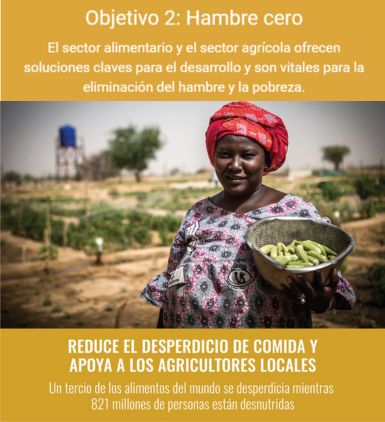 Objetivo 2: Hambre cero
El sector alimentario y el sector agrícola ofrecen
soluciones claves para el desarrollo y son vitales para la
eliminación del hambre y la pobreza.
REDUCE EL DESPERDICIO DE COMIDA Y
APOYA A LOS AGRICULTORES LOCALES
Un tercio de los alimentos del mundo se desperdicia mientras
821 millones de personas están desnutridas